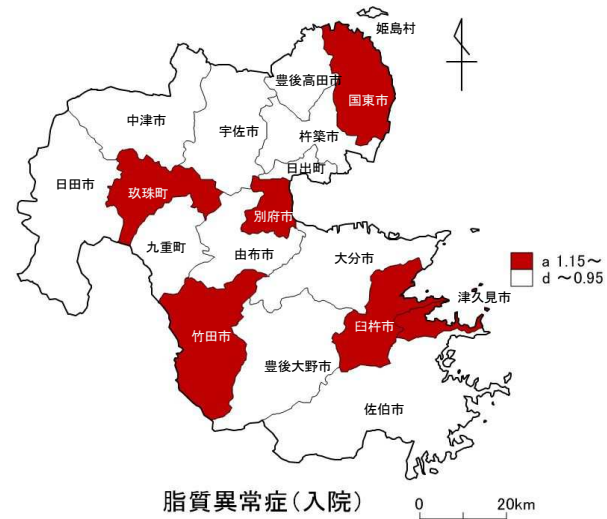 姫島村
豊後高田市
国東市
中津市
宇佐市
杵築市
日出町
日田市
玖珠町
別府市
九重町
由布市
大分市
a 1.15～
d ～0.95
津久見市
臼杵市
竹田市
豊後大野市
佐伯市
脂質異常症(入院)
0 20km